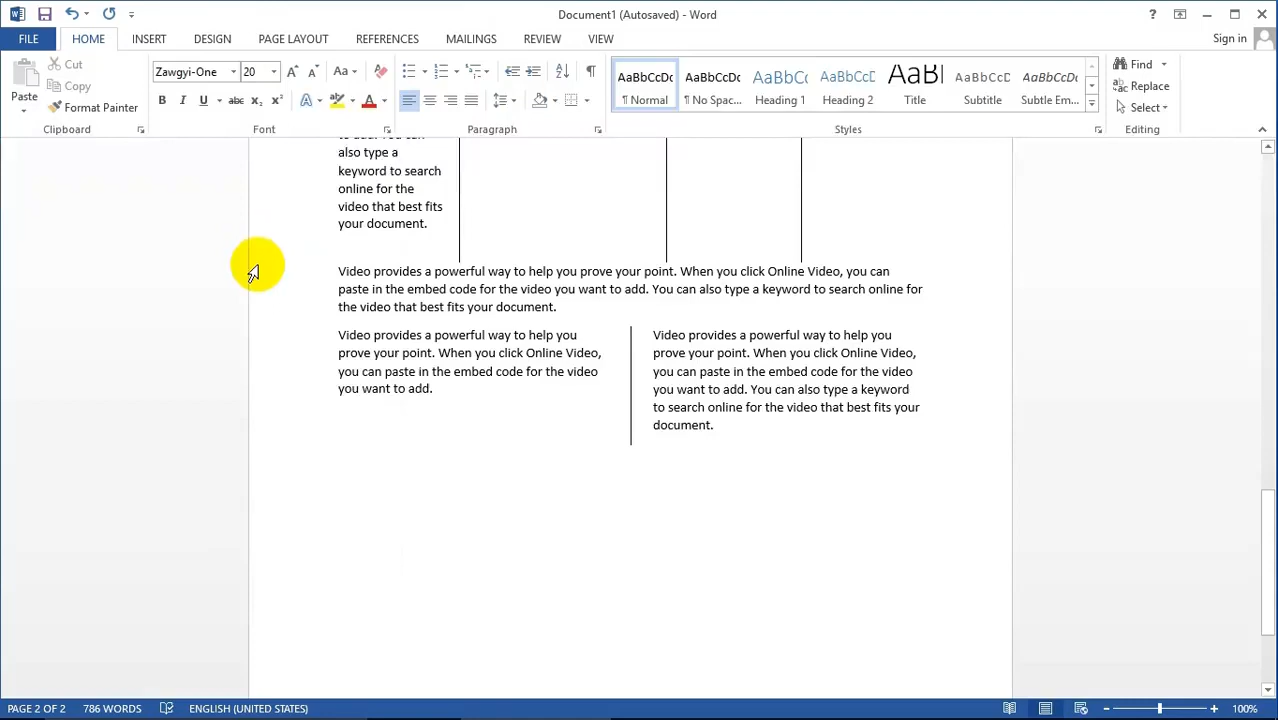 Document1 (Autosaved) - Word
FILE HOME INSERT DESIGN PAGE LAYOUT REFERENCES MAILINGS REVIEW VIEW Sign in
Paste
Cut
Copy
Format Painter
Clipboard
Zawgyi-One 20
Font
Paragraph
AaBbCcDc AaBbCcDc AaBbCc AaBbCcD AaBl AaBbCcD AaBbCcDc
¶ Normal ¶ No Spac... Heading Heading 2 Title Subtitle Subtle Em...
Styles
Find
Replace
Select
Editing
to add. You can
also type a
keyword to search
online for the
video that best fits
your document.
Video provides a powerful way to help you prove your point. When you click Online Video, you can
paste in the embed code for the video you want to add. You can also type a keyword to search online for
the video that best fits your document.
Video provides a powerful way to help you
prove your point. When you click Online Video,
you can paste in the embed code for the video
you want to add.
Video provides a powerful way to help you
prove your point. When you click Online Video,
you can paste in the embed code for the video
you want to add. You can also type a keyword
to search online for the video that best fits your
document.
PAGE 2 OF 2 786 WORDS ENGLISH (UNITED STATES) 100%